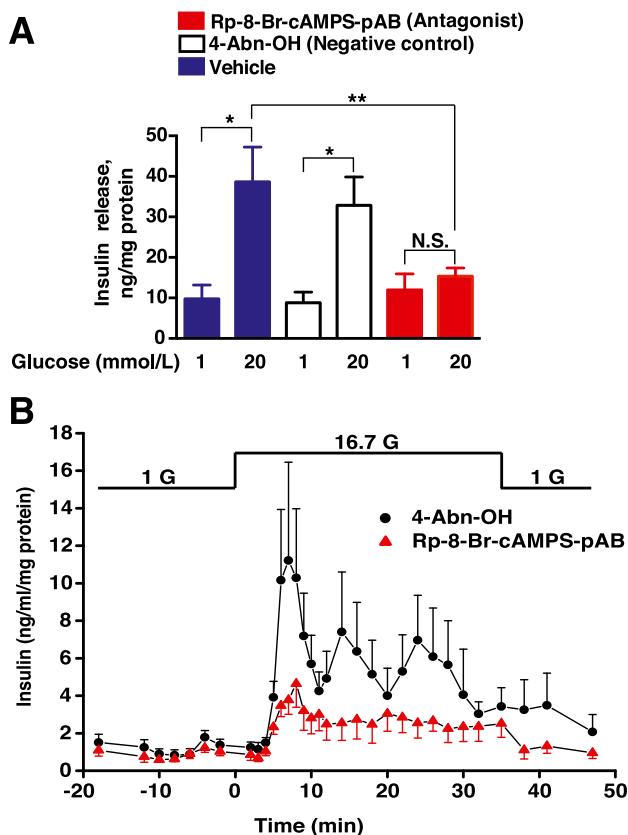 A
Rp-8-Br-cAMPS-pAB (Antagonist)
4-Abn-OH (Negative control)
Vehicle
**
*
*
N.S.
Insulin release,
ng/mg protein
50
40
30
20
10
0
Glucose (mmol/L) 1 20 1 20 1 20
B
18
16
14
12
10
8
6
4
2
0
Insulin (ng/ml/mg protein)
16.7 G
1 G 1 G
4-Abn-OH
Rp-8-Br-cAMPS-pAB
-20 -10 0 10 20 30 40 50
Time (min)